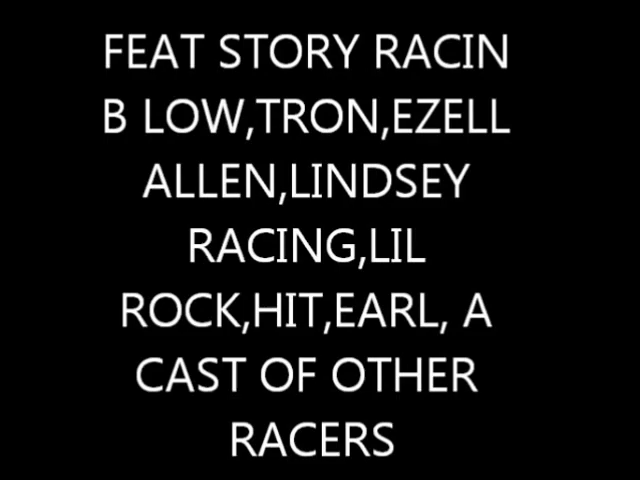 FEAT STORY RACIN
B LOW,TRON,EZELL
ALLEN,LINDSEY
RACING,LIL
ROCK,HIT,EARL, A
CAST OF OTHER
RACERS